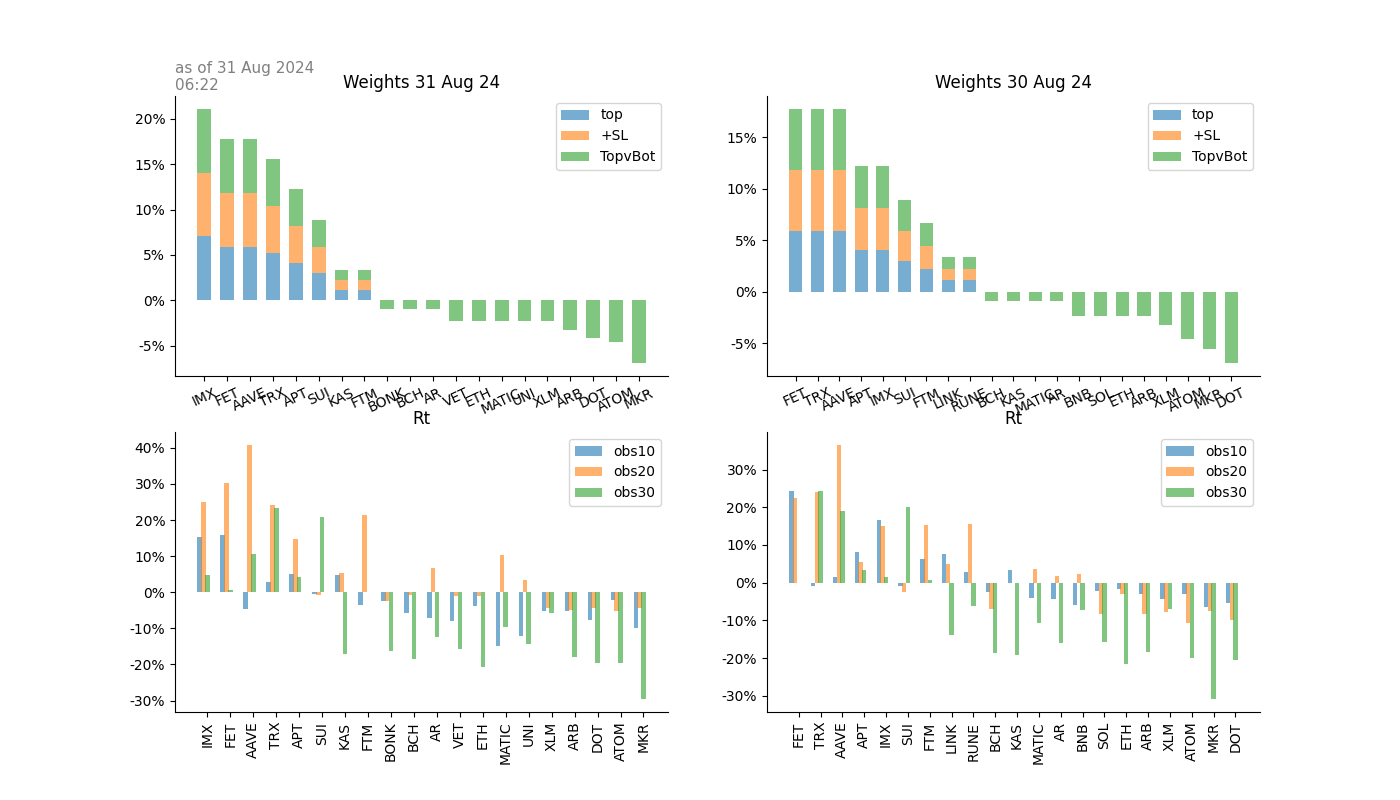 as of 31 Aug 2024
06:22
Weights 31 Aug 24
20%
15%
10%
5%
0%
-5%
top
+SL
TopvBot
IMX FET AAVE TRX APT SUI KAS FTM BONK BCH AR VET ETH MATIC UNI XLM ARB DOT ATOM MKR
Weights 30 Aug 24
15%
10%
5%
0%
-5%
top
+SL
TopvBot
FET TRX AAVE APT IMX SUI FTM LINK RUNE BCH KAS MATIC AR BNB SOL ETH ARB XLM ATOM MKR DOT
Rt
40%
30%
20%
10%
0%
-10%
-20%
-30%
obs10
obs20
obs30
IMX FET AAVE TRX APT SUI KAS FTM BONK BCH AR VET ETH MATIC UNI XLM ARB DOT ATOM MKR
Rt
30%
20%
10%
0%
-10%
-20%
-30%
obs10
obs20
obs30
FET TRX AAVE APT IMX SUI FTM LINK RUNE BCH KAS MATIC AR BNB SOL ETH ARB XLM ATOM MKR DOT